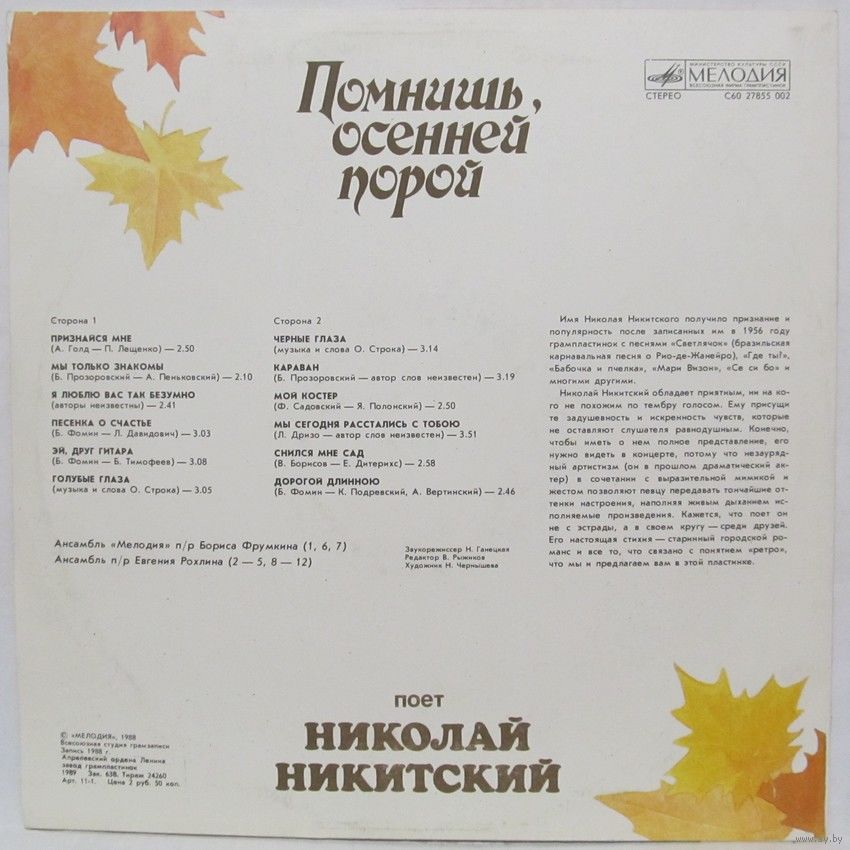 Помнишь,
осенней
порой
МИНИСТЕРСТВО КУЛЬТУРЫ СССР
МЕЛОДИЯ
ВСЕСОЮЗНАЯ ФИРМА ГРАМПЛАСТИНОК
СТЕРЕО С60 27855 002
Сторона 1
ПРИЗНАЙСЯ МНЕ
(А. Голд — П. Лещенко) — 2.50
МЫ ТОЛЬКО ЗНАКОМЫ
(Б. Прозоровский — А. Пеньковский) — 2.10
Я ЛЮБЛЮ ВАС ТАК БЕЗУМНО
(авторы неизвестны) — 2.41
ПЕСЕНКА О СЧАСТЬЕ
(Б. Фомин — Л. Давидович) — 3.03
ЭЙ, ДРУГ ГИТАРА
(Б. Фомин — Б. Тимофеев) — 3.08
ГОЛУБЫЕ ГЛАЗА
(музыка и слова О. Строка) — 3.05
Сторона 2
ЧЕРНЫЕ ГЛАЗА
(музыка и слова О. Строка) — 3.14
КАРАВАН
(Б. Прозоровский — автор слов неизвестен) — 3.19
МОЙ КОСТЕР
(Ф. Садовский — Я. Полонский) — 2.50
МЫ СЕГОДНЯ РАССТАЛИСЬ С ТОБОЮ
(Л. Дризо — автор слов неизвестен) — 3.51
СНИЛСЯ МНЕ САД
(В. Борисов — Е. Дитерихс) — 2.58
ДОРОГОЙ ДЛИННОЮ
(Б. Фомин — К. Подревский, А. Вертинский) — 2.46
Ансамбль «Мелодия» п/р Бориса Фрумкина (1, 6, 7)
Ансамбль п/р Евгения Рохлина (2 — 5, 8 — 12)
Звукорежиссер Н. Ганецкая
Редактор В. Рыжиков
Художник Н. Чернышева
Имя Николая Никитского получило признание и
популярность после записанных им в 1956 году
грампластинок с песнями «Светлячок» (бразильская
карнавальная песня о Рио-де-Жанейро), «Где ты?»,
«Бабочка и пчелка», «Мари Визон», «Се си бо» и
многими другими.
Николай Никитский обладает приятным, ни на ко-
го не похожим по тембру голосом. Ему присущи
те задушевность и искренность чувств, которые
не оставляют слушателя равнодушным. Конечно,
чтобы иметь о нем полное представление, его
нужно видеть в концерте, потому что незауряд-
ный артистизм (он в прошлом драматический ак-
тер) в сочетании с выразительной мимикой и
жестом позволяют певцу передавать тончайшие от-
тенки настроения, наполняя живым дыханием ис-
полняемые произведения. Кажется, что поет он
не с эстрады, а в своем кругу — среди друзей.
Его настоящая стихия — старинный городской ро-
манс и все то, что связано с понятием «ретро»,
что мы и предлагаем вам в этой пластинке.
поет
НИКОЛАЙ
НИКИТСКИЙ
© «МЕЛОДИЯ», 1988
Всесоюзная студия грамзаписи
Запись 1988 г.
Апрелевский ордена Ленина
завод грампластинок
1989 Зак. 638. Тираж 24260
Арт. 11-1. Цена 2 руб. 50 коп.